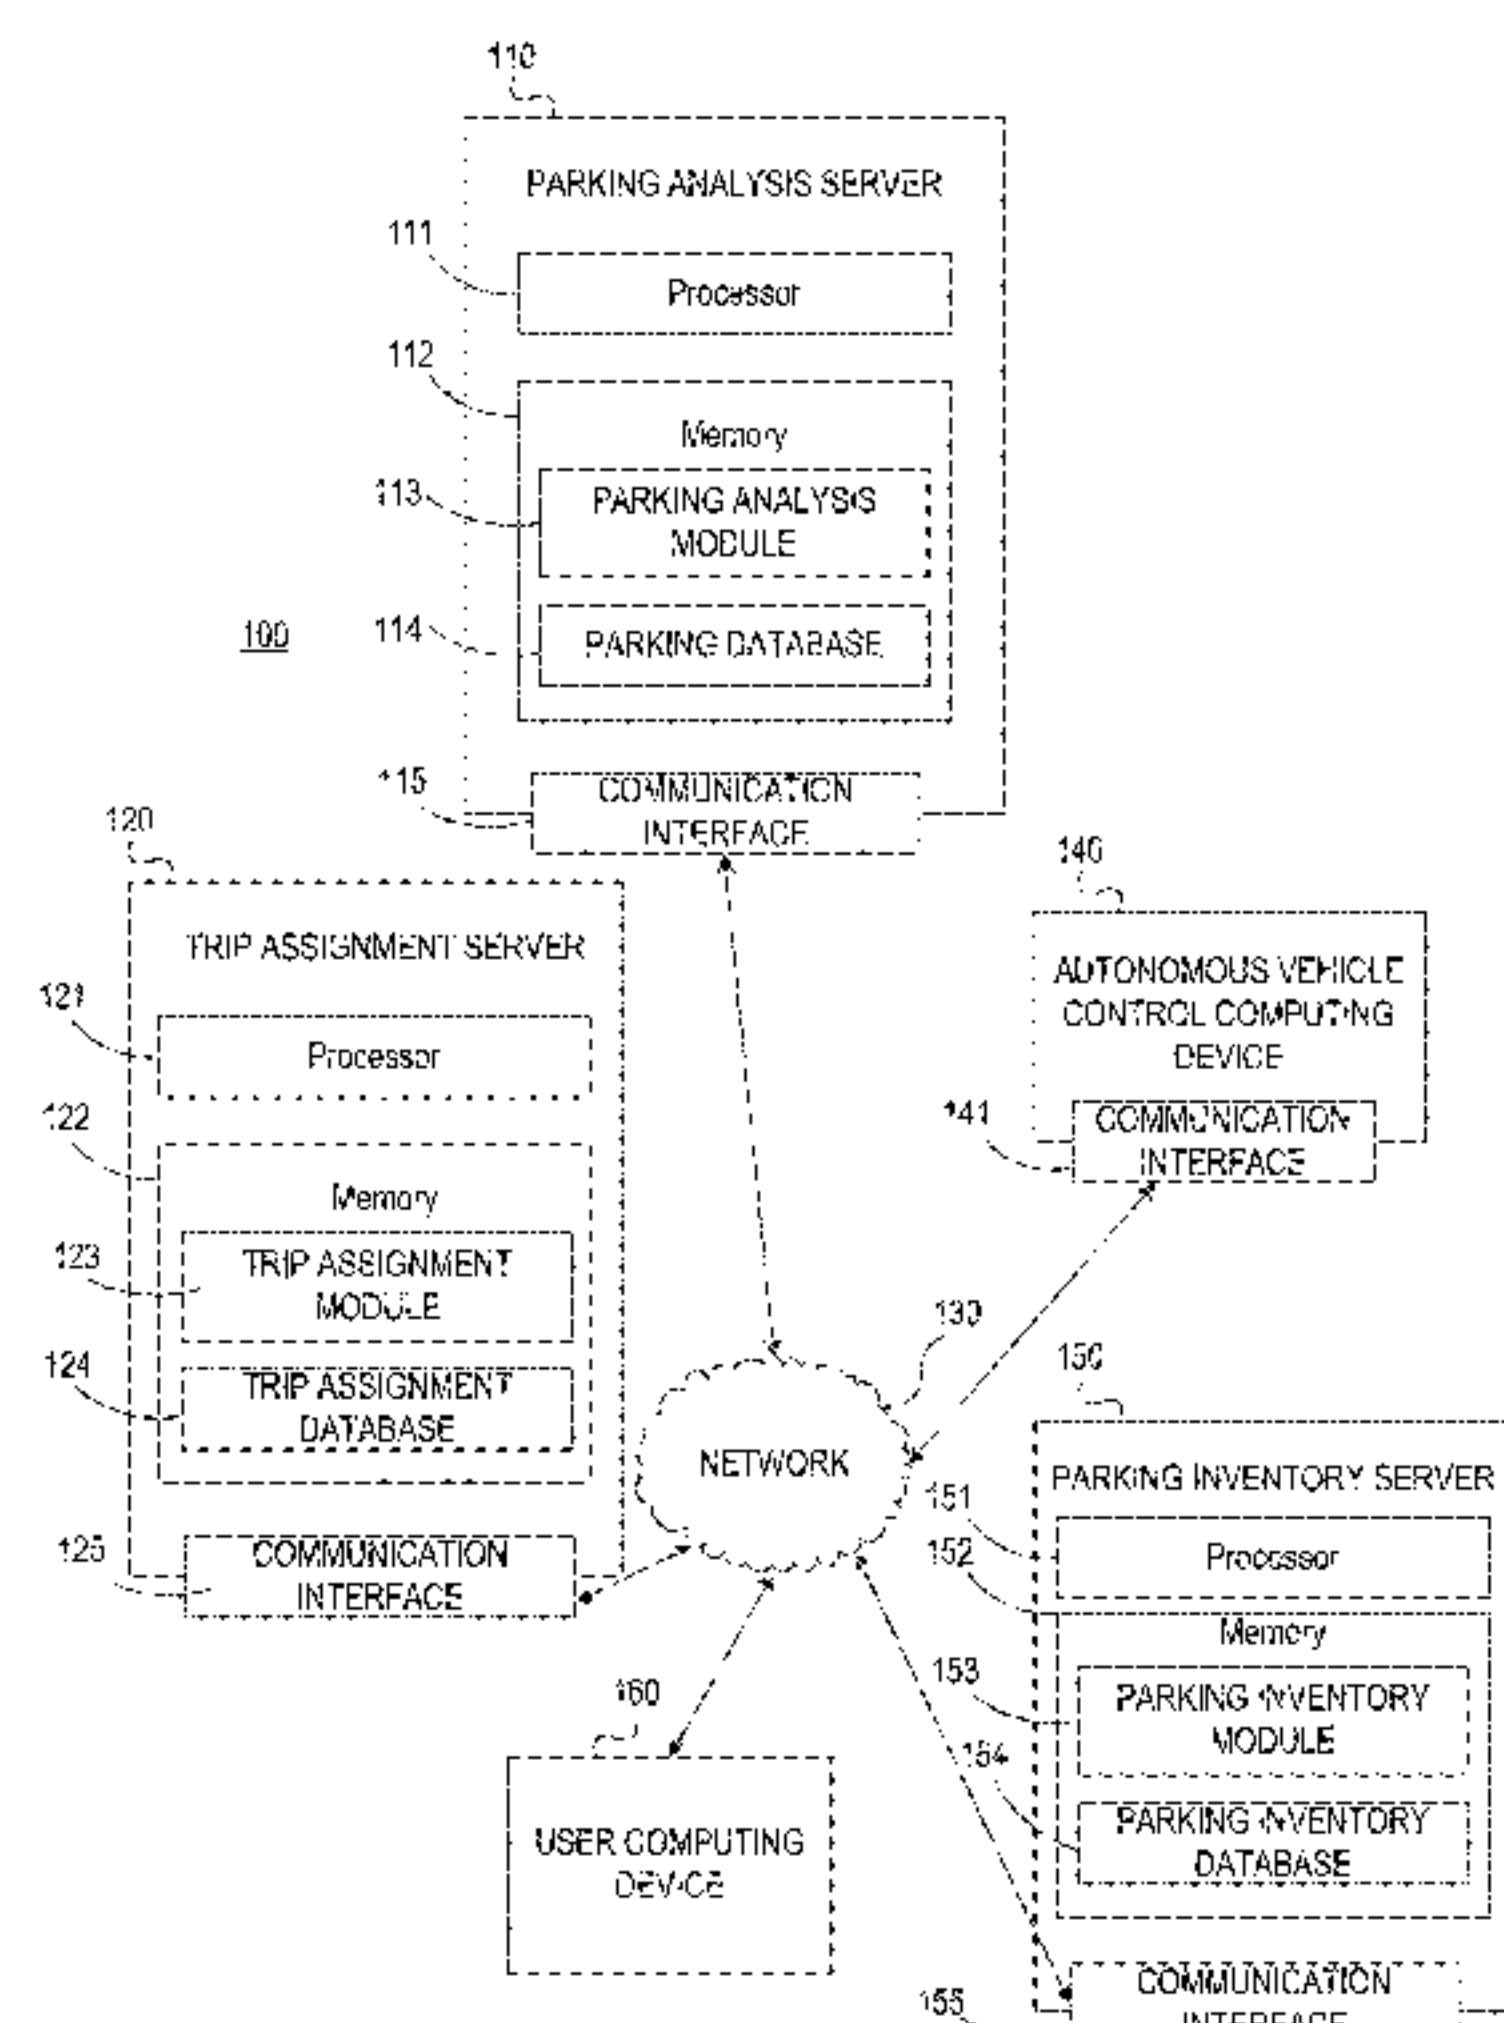 110
PARKING ANALYSIS SERVER
111
Processor
112
Memory
113
PARKING ANALYSIS
MODULE
100
114
PARKING DATABASE
115
COMMUNICATION
INTERFACE
120
TRIP ASSIGNMENT SERVER
121
Processor
122
Memory
123
TRIP ASSIGNMENT
MODULE
124
TRIP ASSIGNMENT
DATABASE
125
COMMUNICATION
INTERFACE
140
AUTONOMOUS VEHICLE
CONTROL COMPUTING
DEVICE
141
COMMUNICATION
INTERFACE
130
NETWORK
150
PARKING INVENTORY SERVER
151
Processor
152
Memory
153
PARKING INVENTORY
MODULE
154
PARKING INVENTORY
DATABASE
155
COMMUNICATION
INTERFACE
160
USER COMPUTING
DEVICE